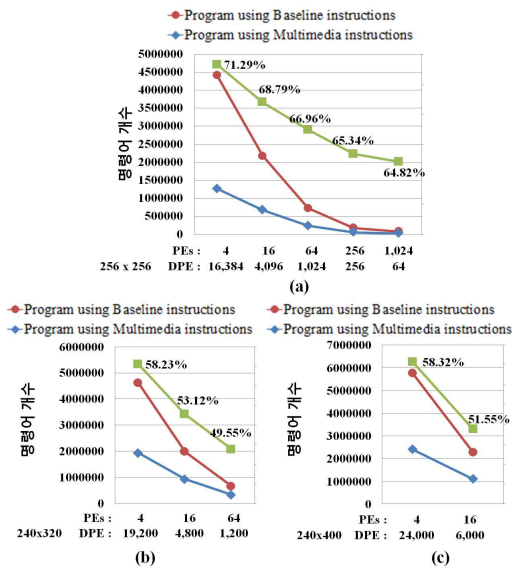 Program using Baseline instructions
Program using Multimedia instructions
명령어 개수
5000000
4500000
4000000
3500000
3000000
2500000
2000000
1500000
1000000
500000
0
71.29%
68.79%
66.96%
65.34%
64.82%
PEs : 4 16 64 256 1,024
256 x 256 DPE : 16,384 4,096 1,024 256 64
(a)
Program using Baseline instructions
Program using Multimedia instructions
명령어 개수
6000000
5000000
4000000
3000000
2000000
1000000
0
58.23%
53.12%
49.55%
PEs : 4 16 64
240x320 DPE : 19,200 4,800 1,200
(b)
Program using Baseline instructions
Program using Multimedia instructions
명령어 개수
7000000
6000000
5000000
4000000
3000000
2000000
1000000
0
58.32%
51.55%
PEs : 4 16
240x400 DPE : 24,000 6,000
(c)